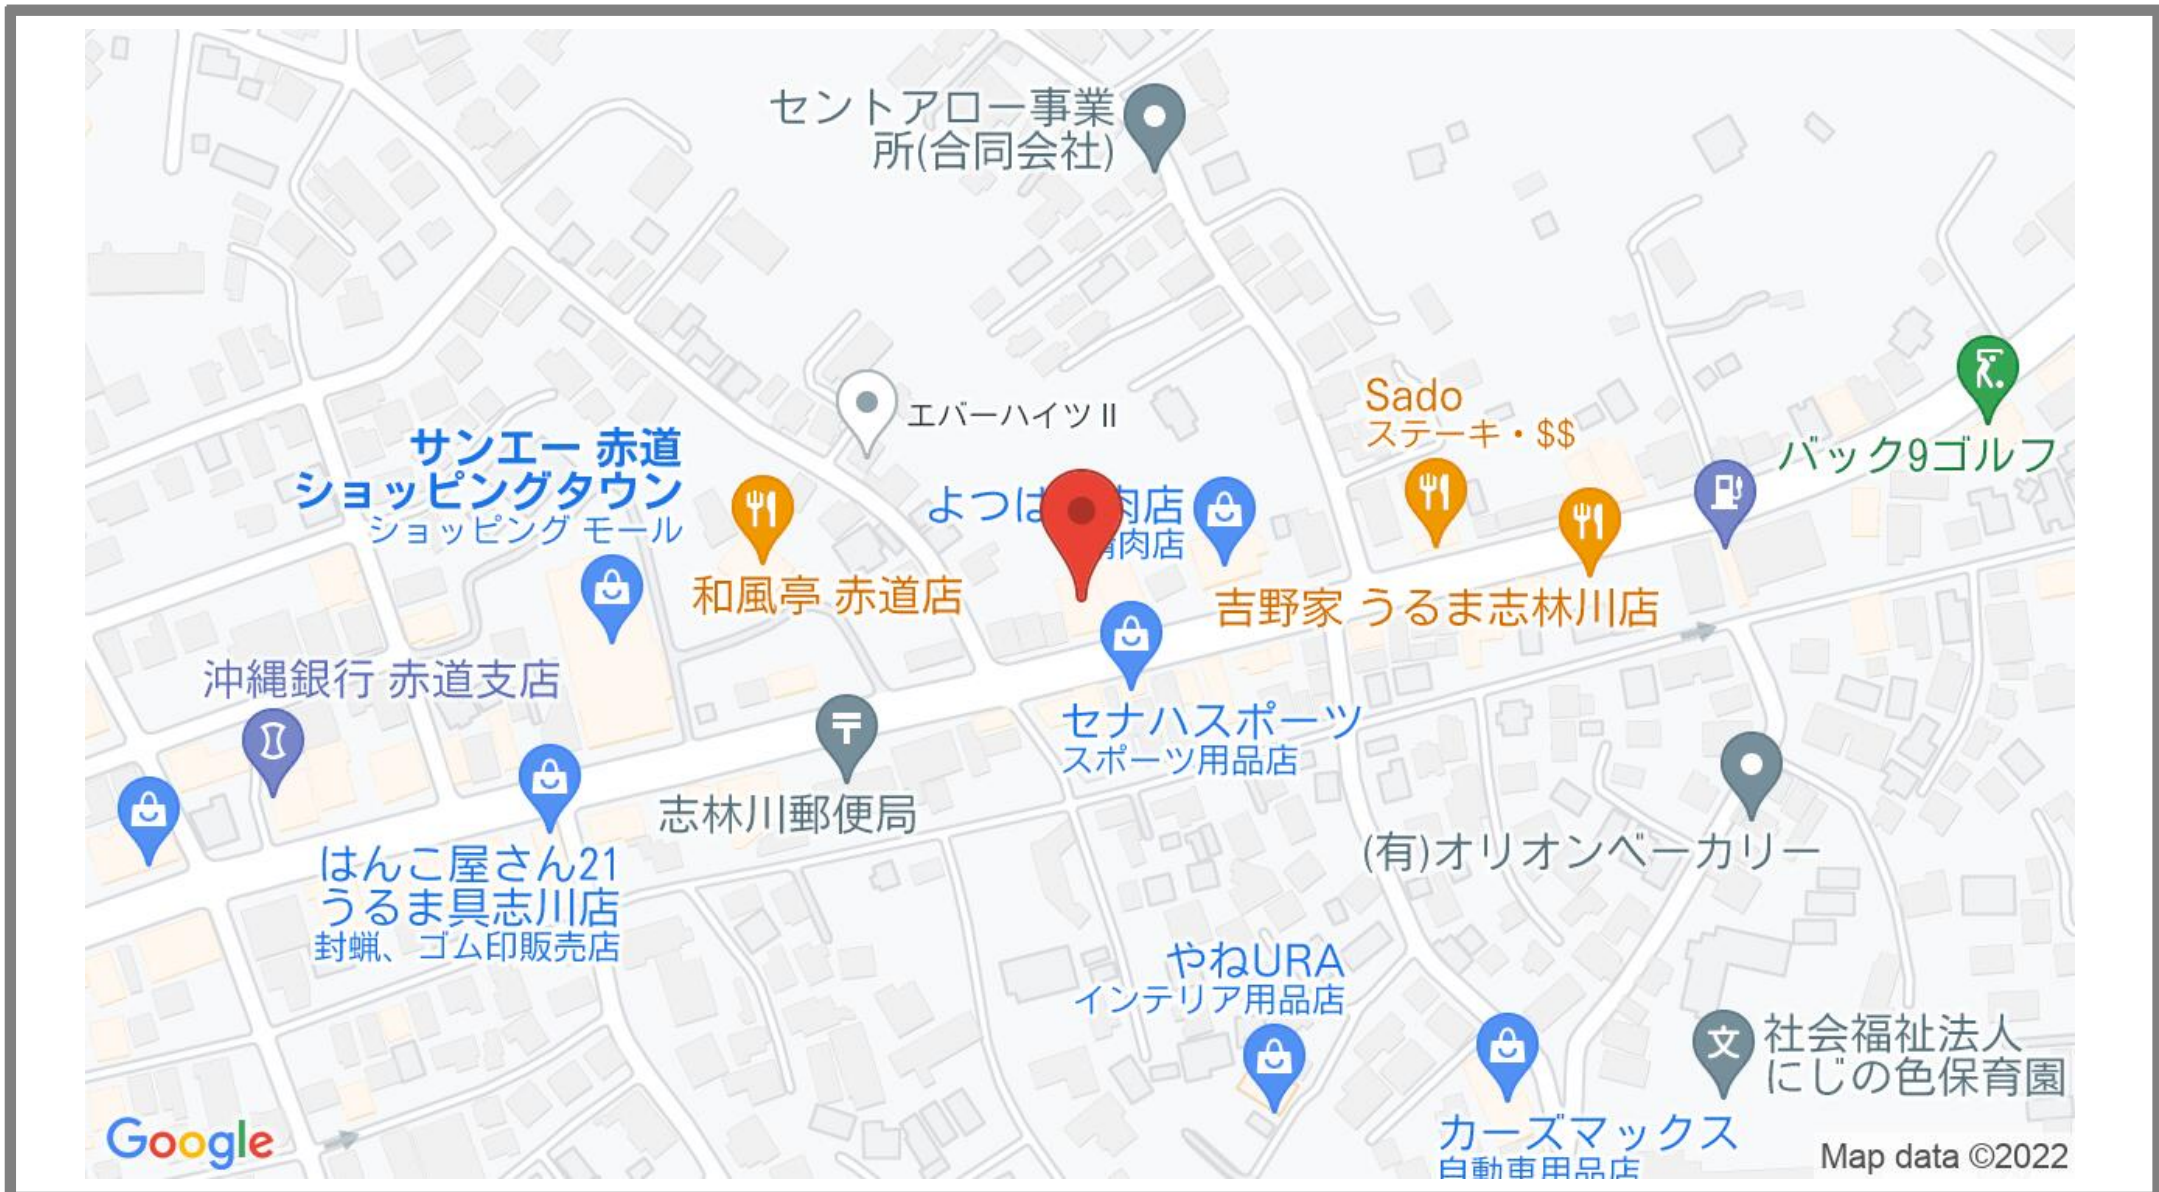 セントアロー事業
所(合同会社)
エバーハイツ II
Sado
ステーキ・$$
バック9ゴルフ
サンエー 赤道
ショッピングタウン
ショッピング モール
よつは
肉店
肉店
和風亭 赤道店
吉野家 うるま志林川店
沖縄銀行 赤道支店
セナハスポーツ
スポーツ用品店
志林川郵便局
(有)オリオンベーカリー
はんこ屋さん21
うるま具志川店
封蝋、ゴム印販売店
やねURA
インテリア用品店
文
社会福祉法人
にじの色保育園
カーズマックス
自動車用品店
Google
Map data ©2022